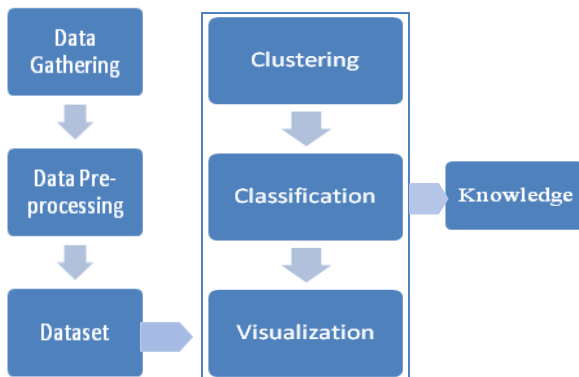 Data
Gathering
Data Pre-
processing
Dataset
Clustering
Classification
Visualization
Knowledge